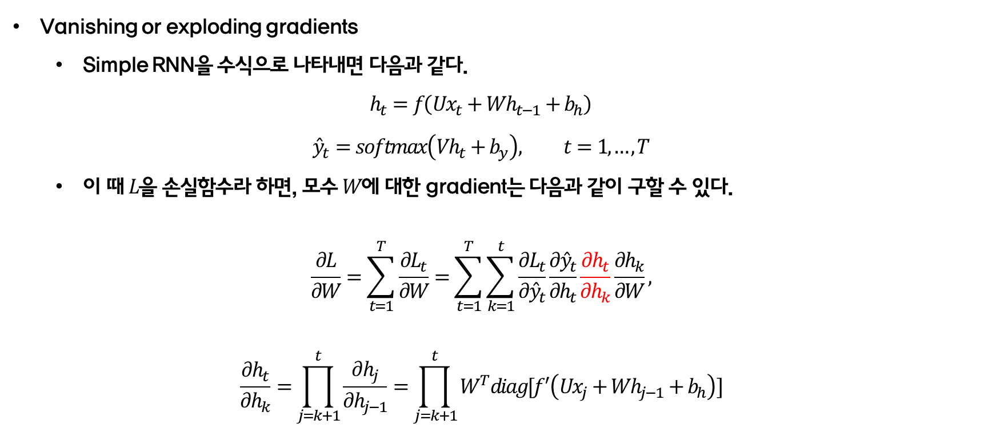 • Vanishing or exploding gradients
• Simple RNN을 수식으로 나타내면 다음과 같다.
$h_t = f(Ux_t + Wh_{t-1} + b_h)$
$\hat{y}_t = softmax(Vh_t + b_y), \quad t = 1, \ldots, T$
• 이 때 $L$을 손실함수라 하면, 모수 $W$에 대한 gradient는 다음과 같이 구할 수 있다.
$\frac{\partial L}{\partial W} = \sum_{t=1}^{T} \frac{\partial L_t}{\partial W} = \sum_{t=1}^{T} \sum_{k=1}^{t} \frac{\partial L_t}{\partial \hat{y}_t} \frac{\partial \hat{y}_t}{\partial h_t} \frac{\partial h_t}{\partial h_k} \frac{\partial h_k}{\partial W},$
$\frac{\partial h_t}{\partial h_k} = \prod_{j=k+1}^{t} \frac{\partial h_j}{\partial h_{j-1}} = \prod_{j=k+1}^{t} W^T diag[f'(Ux_j + Wh_{j-1} + b_h)]$